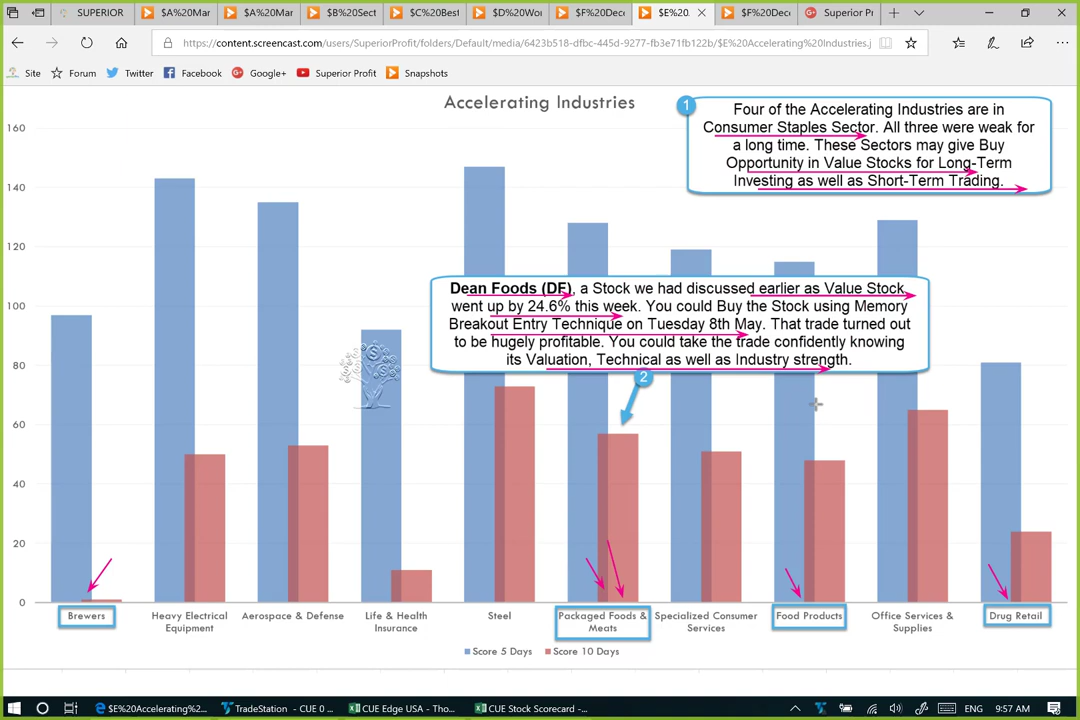 SUPERIOR
$A%20Mar
$A%20Mar
$B%20Sect
$C%20Best
$D%20Wor
$F%20Dece
$E%20.
$F%20Dece
Superior Pr
https://content.screencast.com/users/SuperiorProfit/folders/Default/media/6423b518-dfbc-445d-9277-fb3e71fb122b/$E%20Accelerating%20Industries.j
Site
Forum
Twitter
Facebook
Google+
Superior Profit
Snapshots
Accelerating Industries
1
Four of the Accelerating Industries are in
Consumer Staples Sector. All three were weak for
a long time. These Sectors may give Buy
Opportunity in Value Stocks for Long-Term
Investing as well as Short-Term Trading.
160
140
120
100
80
60
40
20
0
Dean Foods (DF), a Stock we had discussed earlier as Value Stock,
went up by 24.6% this week. You could Buy the Stock using Memory
Breakout Entry Technique on Tuesday 8th May. That trade turned out
to be hugely profitable. You could take the trade confidently knowing
its Valuation, Technical as well as Industry strength.
2
Brewers
Heavy Electrical
Equipment
Aerospace & Defense
Life & Health
Insurance
Steel
Packaged Foods &
Meats
Specialized Consumer
Services
Food Products
Office Services &
Supplies
Drug Retail
Score 5 Days
Score 10 Days
$E%20Accelerating%2...
TradeStation - CUE 0 ...
CUE Edge USA - Tho...
CUE Stock Scorecard -...
ENG
9:57 AM